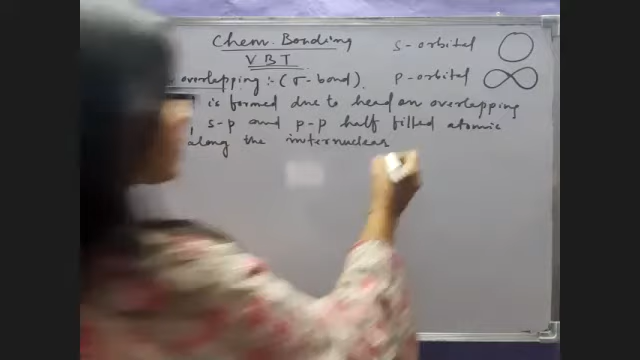 Chem. Bonding
VBT
s-orbital
p-orbital
overlapping :- (σ-bond)
is formed due to head on overlapping
s-p and p-p half filled atomic
along the internuclear